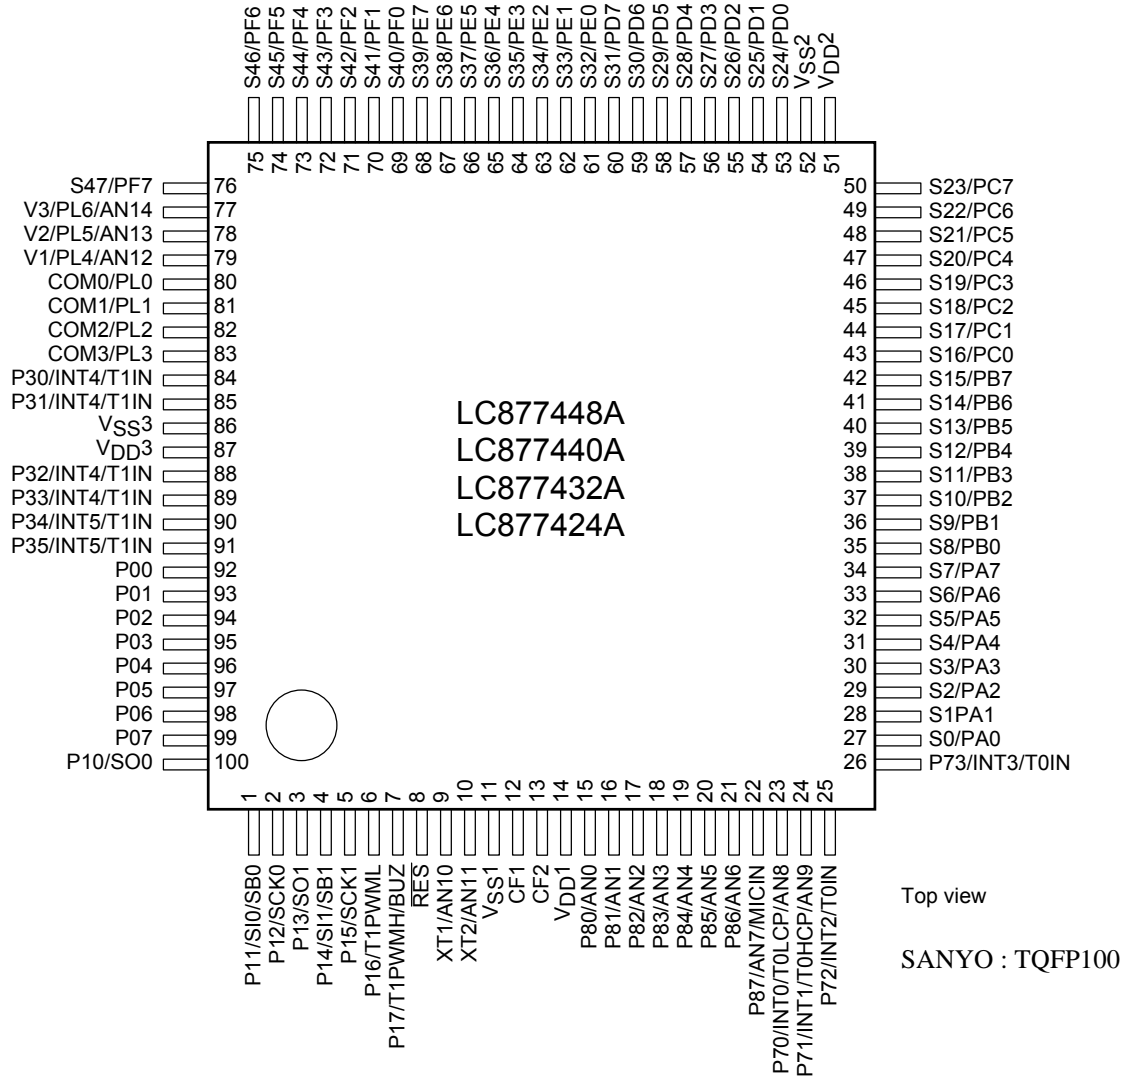 S46/PF6
S45/PF5
S44/PF4
S43/PF3
S42/PF2
S41/PF1
S40/PF0
S39/PE7
S38/PE6
S37/PE5
S36/PE4
S35/PE3
S34/PE2
S33/PE1
S32/PE0
S31/PD7
S30/PD6
S29/PD5
S28/PD4
S27/PD3
S26/PD2
S25/PD1
S24/PD0
VSS2
VDD2
75
74
73
72
71
70
69
68
67
66
65
64
63
62
61
60
59
58
57
56
55
54
53
52
51
S47/PF7 76
V3/PL6/AN14 77
V2/PL5/AN13 78
V1/PL4/AN12 79
COM0/PL0 80
COM1/PL1 81
COM2/PL2 82
COM3/PL3 83
P30/INT4/T1IN 84
P31/INT4/T1IN 85
VSS3 86
VDD3 87
P32/INT4/T1IN 88
P33/INT4/T1IN 89
P34/INT5/T1IN 90
P35/INT5/T1IN 91
P00 92
P01 93
P02 94
P03 95
P04 96
P05 97
P06 98
P07 99
P10/SO0 100
LC877448A
LC877440A
LC877432A
LC877424A
50 S23/PC7
49 S22/PC6
48 S21/PC5
47 S20/PC4
46 S19/PC3
45 S18/PC2
44 S17/PC1
43 S16/PC0
42 S15/PB7
41 S14/PB6
40 S13/PB5
39 S12/PB4
38 S11/PB3
37 S10/PB2
36 S9/PB1
35 S8/PB0
34 S7/PA7
33 S6/PA6
32 S5/PA5
31 S4/PA4
30 S3/PA3
29 S2/PA2
28 S1PA1
27 S0/PA0
26 P73/INT3/T0IN
1
2
3
4
5
6
7
8
9
10
11
12
13
14
15
16
17
18
19
20
21
22
23
24
25
P11/SI0/SB0
P12/SCK0
P13/SO1
P14/SI1/SB1
P15/SCK1
P16/T1PWML
P17/T1PWMH/BUZ
RES
XT1/AN10
XT2/AN11
VSS1
CF1
CF2
VDD1
P80/AN0
P81/AN1
P82/AN2
P83/AN3
P84/AN4
P85/AN5
P86/AN6
P87/AN7/MICIN
P70/INT0/T0LCP/AN8
P71/INT1/T0HCP/AN9
P72/INT2/T0IN
Top view
SANYO : TQFP100